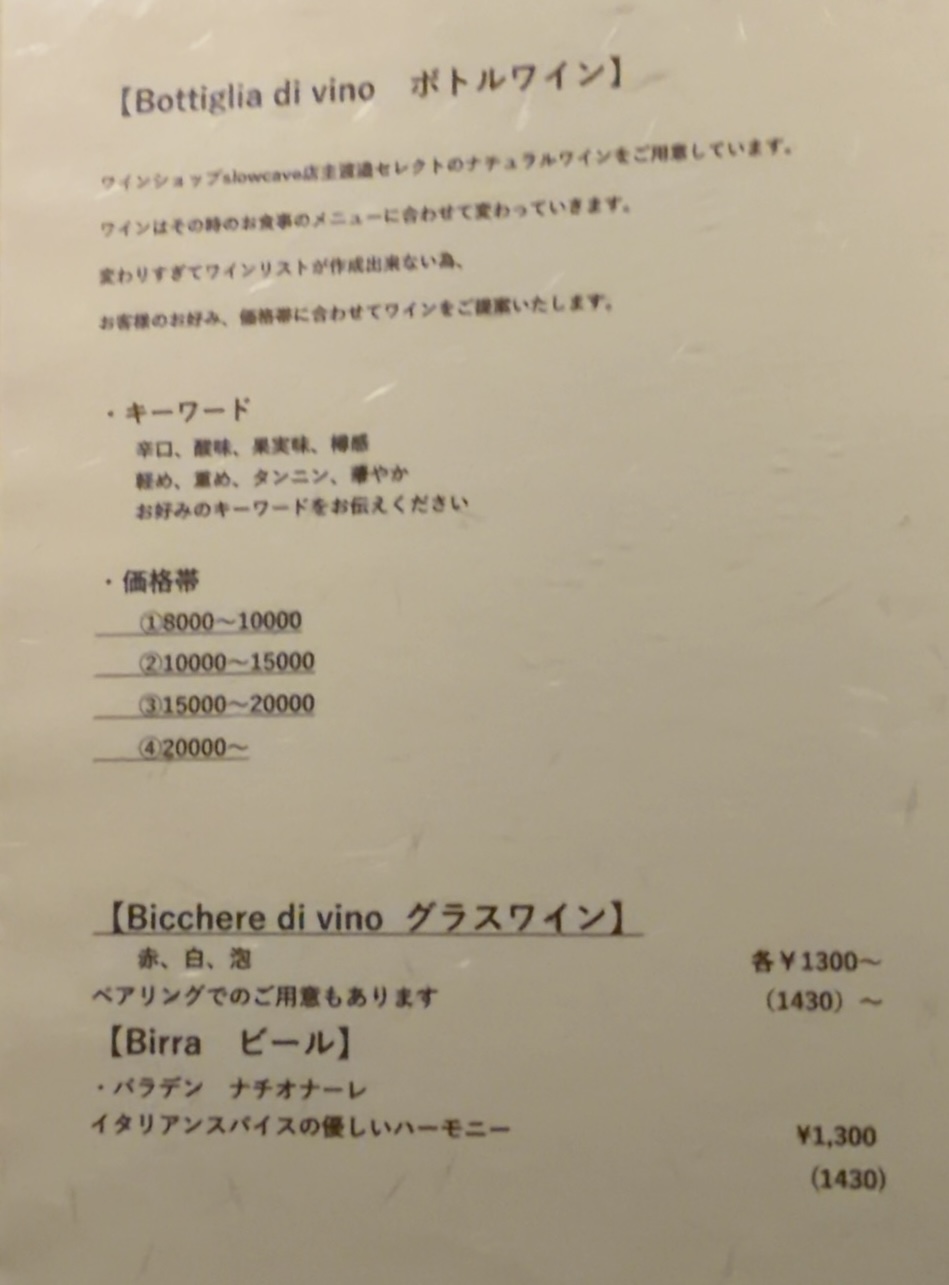 【Bottiglia di vino　ボトルワイン】
ワインショップslowcave店主渡邉セレクトのナチュラルワインをご用意しています。
ワインはその時のお食事のメニューに合わせて変わっていきます。
変わりすぎてワインリストが作成出来ない為、
お客様のお好み、価格帯に合わせてワインをご提案いたします。
・キーワード
辛口、酸味、果実味、樽感
軽め、重め、タンニン、華やか
お好みのキーワードをお伝えください
・価格帯
①8000～10000
②10000～15000
③15000～20000
④20000～
【Bicchere di vino グラスワイン】
赤、白、泡 各￥1300～
ペアリングでのご用意もあります （1430）～
【Birra　ビール】
・バラデン　ナチオナーレ
イタリアンスパイスの優しいハーモニー ¥1,300
(1430)